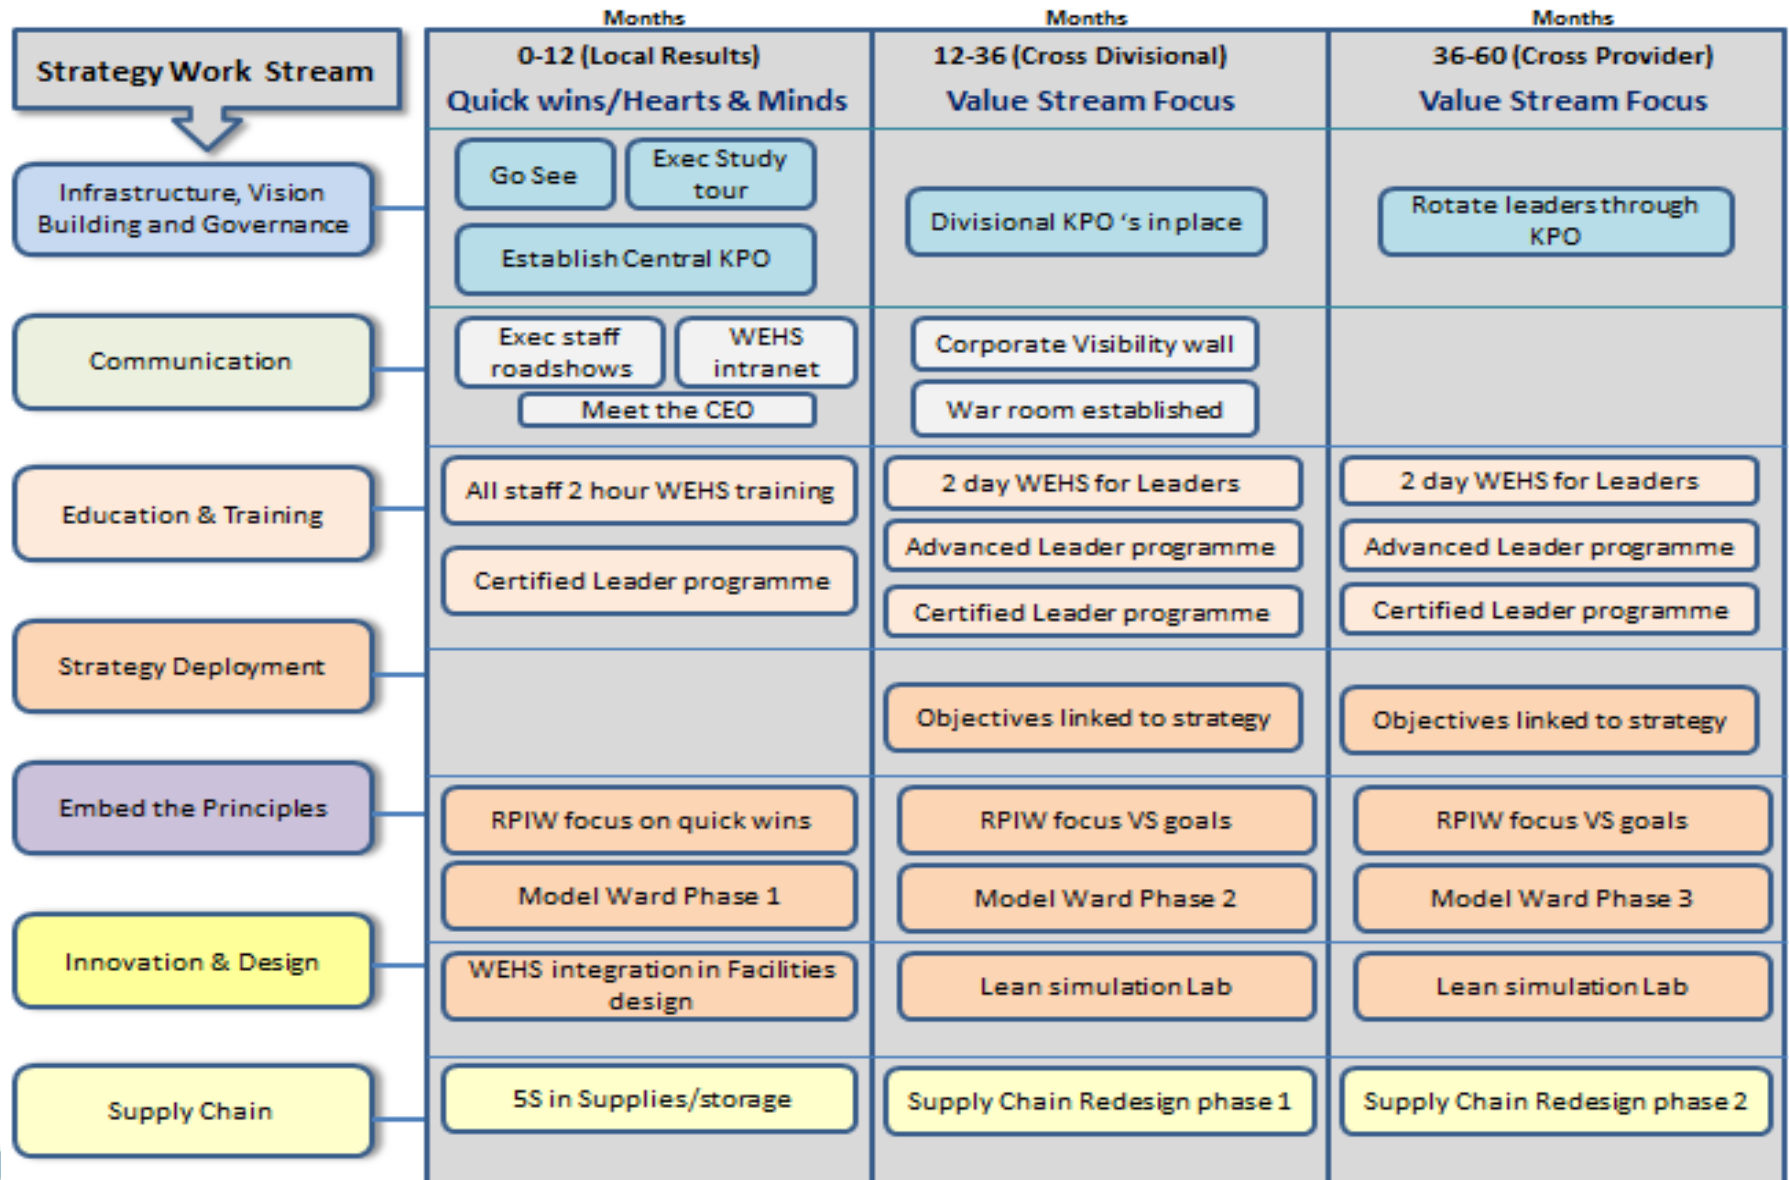 Months
Months
Months
Strategy Work Stream
0-12 (Local Results)
Quick wins/Hearts & Minds
12-36 (Cross Divisional)
Value Stream Focus
36-60 (Cross Provider)
Value Stream Focus
Infrastructure, Vision
Building and Governance
Go See
Exec Study
tour
Establish Central KPO
Divisional KPO 's in place
Rotate leaders through
KPO
Communication
Exec staff
roadshows
WEHS
intranet
Meet the CEO
Corporate Visibility wall
War room established
Education & Training
All staff 2 hour WEHS training
Certified Leader programme
2 day WEHS for Leaders
Advanced Leader programme
Certified Leader programme
2 day WEHS for Leaders
Advanced Leader programme
Certified Leader programme
Strategy Deployment
Objectives linked to strategy
Objectives linked to strategy
Embed the Principles
RPIW focus on quick wins
Model Ward Phase 1
RPIW focus VS goals
Model Ward Phase 2
RPIW focus VS goals
Model Ward Phase 3
Innovation & Design
WEHS integration in Facilities
design
Lean simulation Lab
Lean simulation Lab
Supply Chain
5S in Supplies/storage
Supply Chain Redesign phase 1
Supply Chain Redesign phase 2